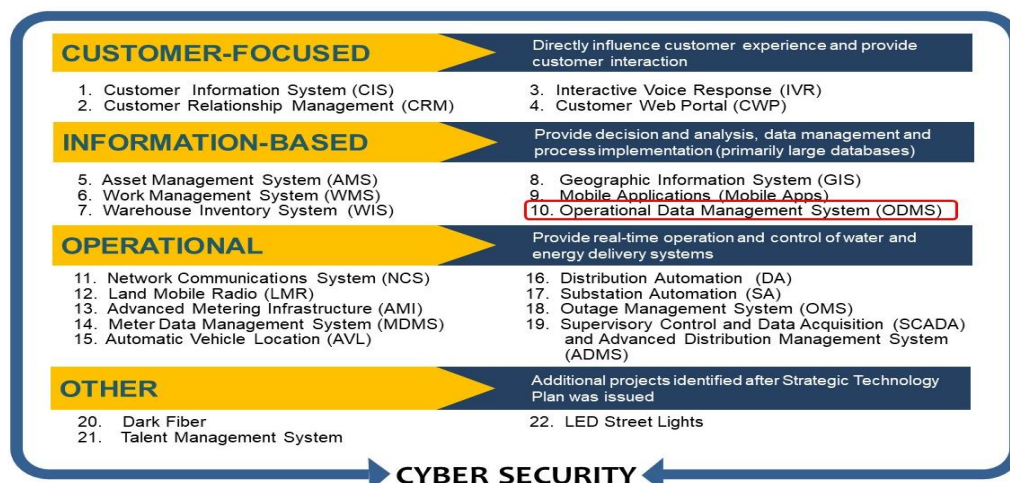 CUSTOMER-FOCUSED
Directly influence customer experience and provide
customer interaction
1. Customer Information System (CIS)
2. Customer Relationship Management (CRM)
3. Interactive Voice Response (IVR)
4. Customer Web Portal (CWP)
INFORMATION-BASED
Provide decision and analysis, data management and
process implementation (primarily large databases)
5. Asset Management System (AMS)
6. Work Management System (WMS)
7. Warehouse Inventory System (WIS)
8. Geographic Information System (GIS)
9. Mobile Applications (Mobile Apps)
10. Operational Data Management System (ODMS)
OPERATIONAL
Provide real-time operation and control of water and
energy delivery systems
11. Network Communications System (NCS)
12. Land Mobile Radio (LMR)
13. Advanced Metering Infrastructure (AMI)
14. Meter Data Management System (MDMS)
15. Automatic Vehicle Location (AVL)
16. Distribution Automation (DA)
17. Substation Automation (SA)
18. Outage Management System (OMS)
19. Supervisory Control and Data Acquisition (SCADA)
and Advanced Distribution Management System
(ADMS)
OTHER
Additional projects identified after Strategic Technology
Plan was issued
20. Dark Fiber
21. Talent Management System
22. LED Street Lights
CYBER SECURITY